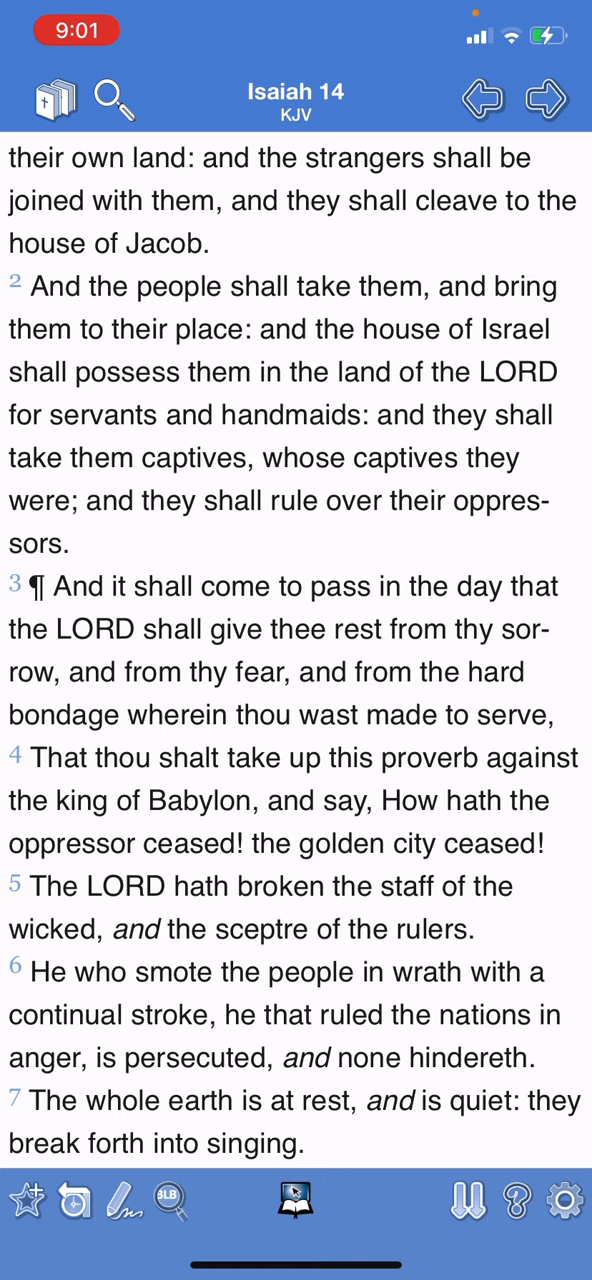 9:01
Isaiah 14
KJV
their own land: and the strangers shall be
joined with them, and they shall cleave to the
house of Jacob.
2 And the people shall take them, and bring
them to their place: and the house of Israel
shall possess them in the land of the LORD
for servants and handmaids: and they shall
take them captives, whose captives they
were; and they shall rule over their oppres-
sors.
3 ¶ And it shall come to pass in the day that
the LORD shall give thee rest from thy sor-
row, and from thy fear, and from the hard
bondage wherein thou wast made to serve,
4 That thou shalt take up this proverb against
the king of Babylon, and say, How hath the
oppressor ceased! the golden city ceased!
5 The LORD hath broken the staff of the
wicked, and the sceptre of the rulers.
6 He who smote the people in wrath with a
continual stroke, he that ruled the nations in
anger, is persecuted, and none hindereth.
7 The whole earth is at rest, and is quiet: they
break forth into singing.
BLB